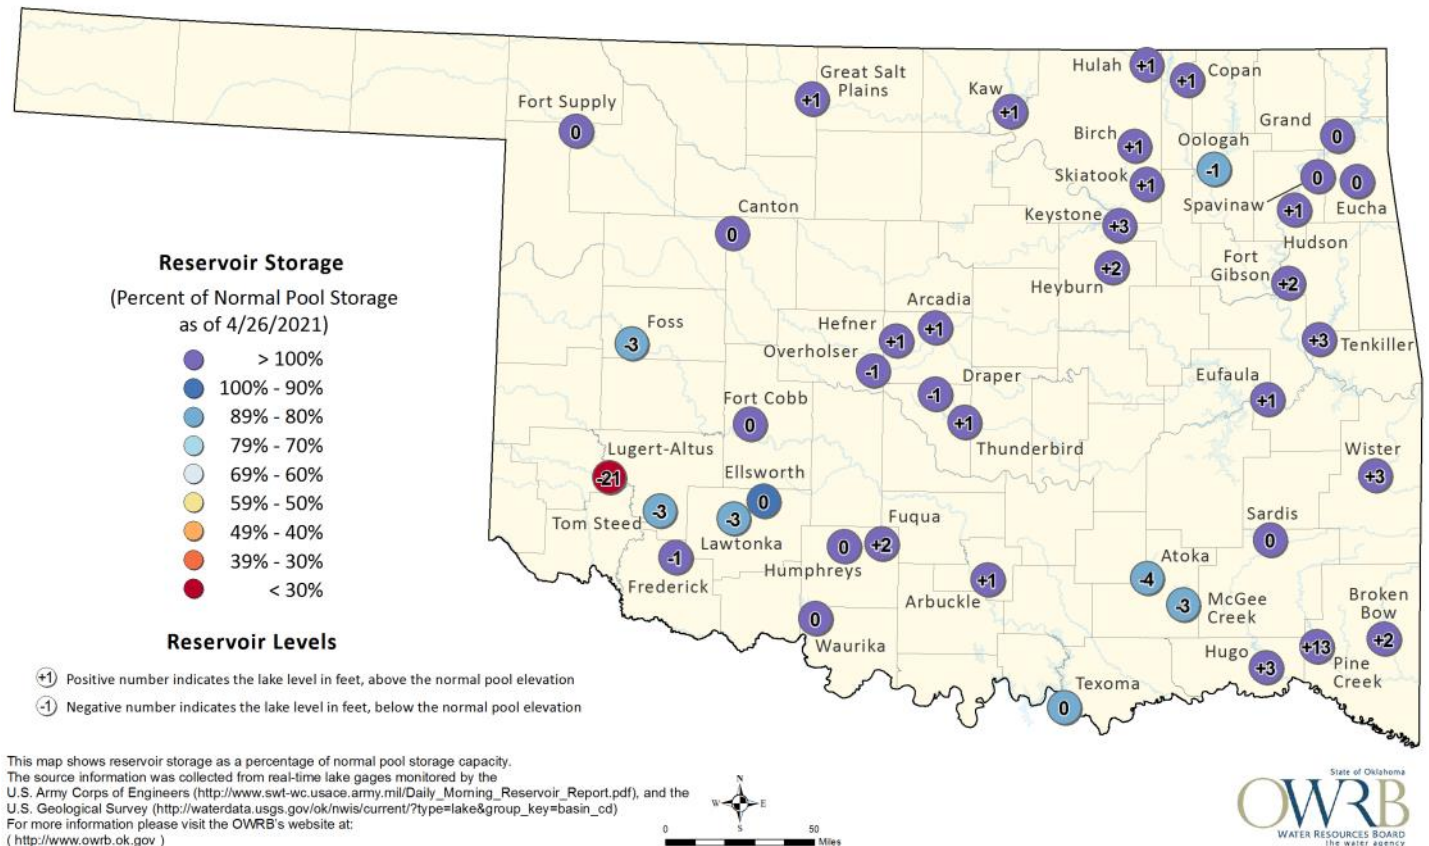 Hulah
+1
+1
Copan
Great Salt
Plains
+1
Kaw
+1
Fort Supply
0
Grand
0
Birch
+1
Oologah
-1
Skiatook
+1
0
0
Spavinaw
Eucha
+1
Hudson
Canton
0
Keystone
+3
Fort
Gibson
+2
Heyburn
+2
Reservoir Storage
(Percent of Normal Pool Storage
as of 4/26/2021)
> 100%
100% - 90%
89% - 80%
79% - 70%
69% - 60%
59% - 50%
49% - 40%
39% - 30%
< 30%
Arcadia
+1
Hefner
+1
Foss
-3
Overholser
-1
+3
Tenkiller
Draper
-1
Eufaula
+1
Fort Cobb
0
+1
Thunderbird
Lugert-Altus
-21
Wister
+3
Ellsworth
0
Tom Steed
-3
-3
Lawtonka
Fuqua
+2
0
Humphreys
Sardis
0
-1
Frederick
Atoka
-4
Arbuckle
+1
-3
McGee
Creek
Broken
Bow
+2
0
Waurika
Hugo
+3
+13
Pine
Creek
Texoma
0
Reservoir Levels
+1 Positive number indicates the lake level in feet, above the normal pool elevation
-1 Negative number indicates the lake level in feet, below the normal pool elevation
This map shows reservoir storage as a percentage of normal pool storage capacity.
The source information was collected from real-time lake gages monitored by the
U.S. Army Corps of Engineers (http://www.swt-wc.usace.army.mil/Daily_Morning_Reservoir_Report.pdf), and the
U.S. Geological Survey (http://waterdata.usgs.gov/ok/nwis/current/?type=lake&group_key=basin_cd)
For more information please visit the OWRB's website at:
( http://www.owrb.ok.gov )
N
W E
S
0 50
Miles
State of Oklahoma
OWRB
WATER RESOURCES BOARD
the water agency